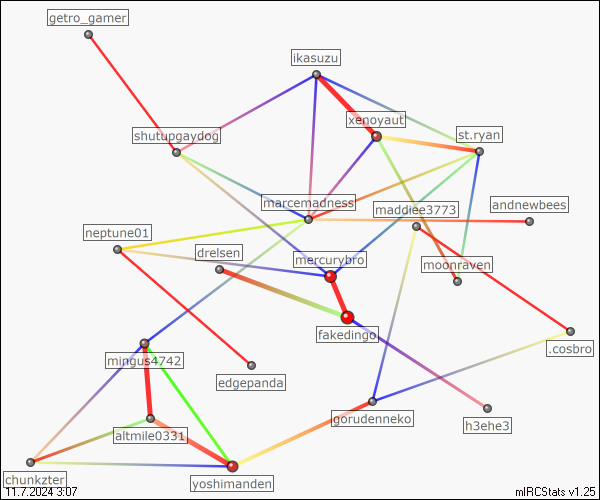 getro_gamer
ikasuzu
xenoyaut
shutupgaydog
st.ryan
marcemadness
andnewbees
maddiee3773
neptune01
drelsen
mercurybro
moonraven
fakedingo
.cosbro
mingus4742
edgepanda
gorudenneko
h3ehe3
altmile0331
chunkzter
yoshimanden
11.7.2024 3:07
mIRCStats v1.25